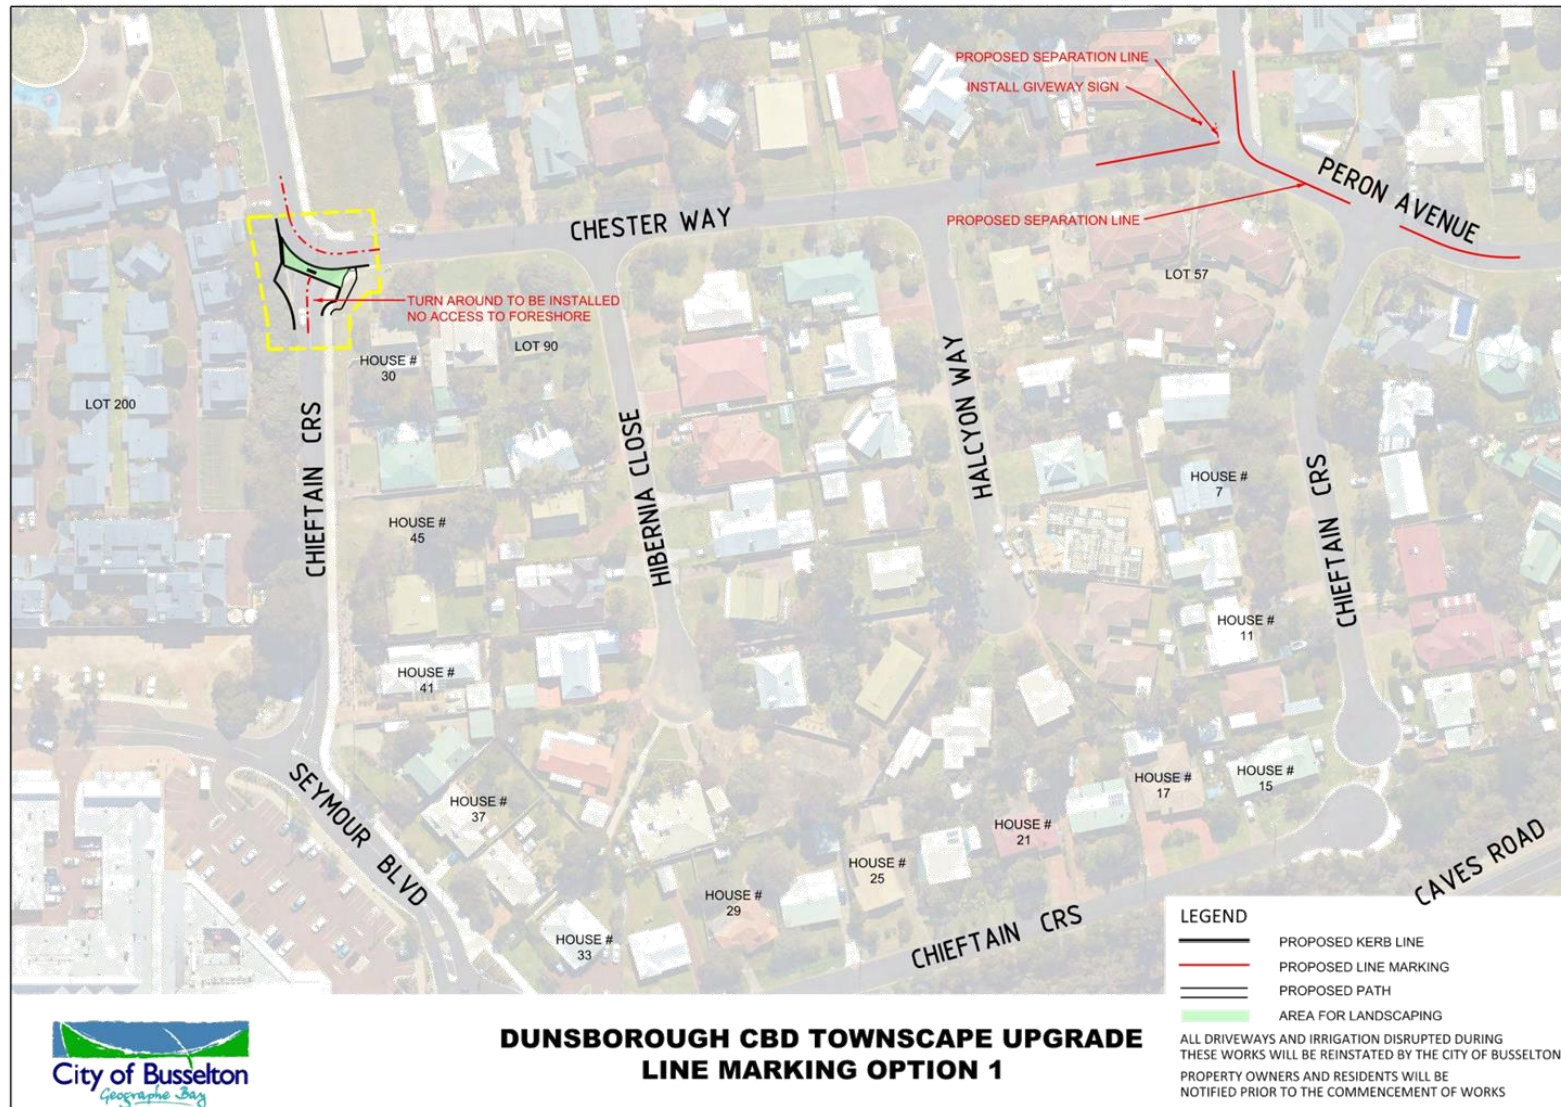 PROPOSED SEPARATION LINE
INSTALL GIVEWAY SIGN
PERON AVENUE
PROPOSED SEPARATION LINE
CHESTER WAY
LOT 57
TURN AROUND TO BE INSTALLED
NO ACCESS TO FORESHORE
LOT 90
HOUSE #
30
LOT 200
CHIEFTAIN CRS
HIBERNIA CLOSE
HALCYON WAY
CHIEFTAIN CRS
HOUSE #
7
HOUSE #
45
HOUSE #
11
HOUSE #
41
HOUSE #
37
HOUSE #
17
HOUSE #
15
SEYMOUR BLVD
HOUSE #
21
HOUSE #
25
HOUSE #
29
HOUSE #
33
CHIEFTAIN CRS
CAVES ROAD
LEGEND
PROPOSED KERB LINE
PROPOSED LINE MARKING
PROPOSED PATH
AREA FOR LANDSCAPING
ALL DRIVEWAYS AND IRRIGATION DISRUPTED DURING
THESE WORKS WILL BE REINSTATED BY THE CITY OF BUSSELTON
PROPERTY OWNERS AND RESIDENTS WILL BE
NOTIFIED PRIOR TO THE COMMENCEMENT OF WORKS
City of Busselton
Geographe Bay
DUNSBOROUGH CBD TOWNSCAPE UPGRADE
LINE MARKING OPTION 1